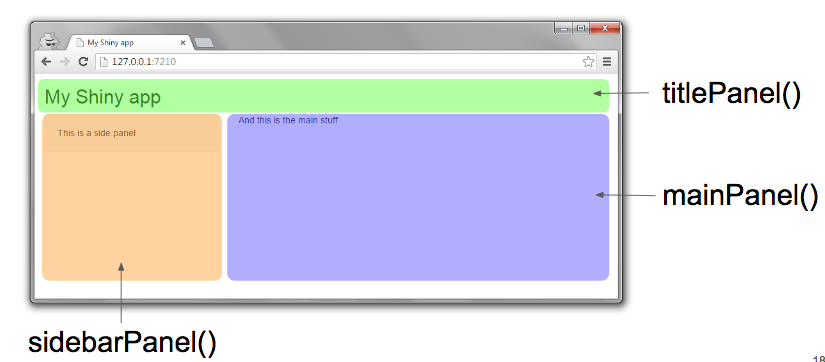 My Shiny app
127.0.0.1:7210
My Shiny app
titlePanel()
This is a side panel
And this is the main stuff
mainPanel()
sidebarPanel()
18